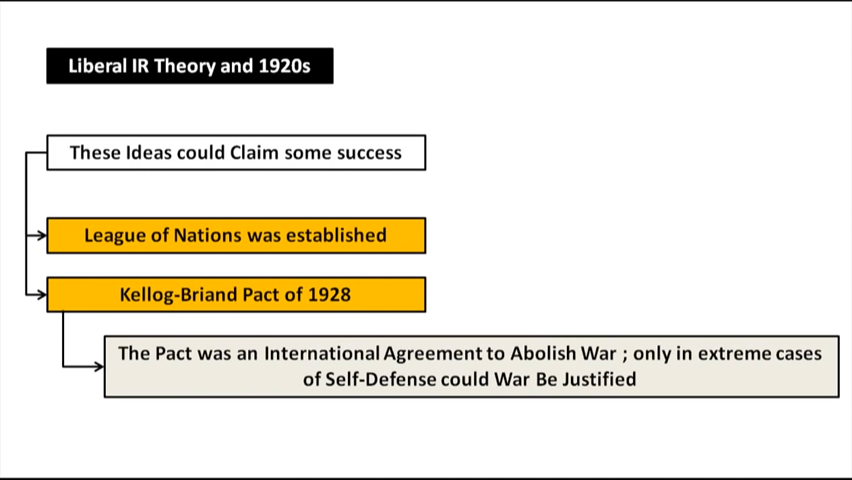 Liberal IR Theory and 1920s
These Ideas could Claim some success
League of Nations was established
Kellog-Briand Pact of 1928
The Pact was an International Agreement to Abolish War ; only in extreme cases
of Self-Defense could War Be Justified